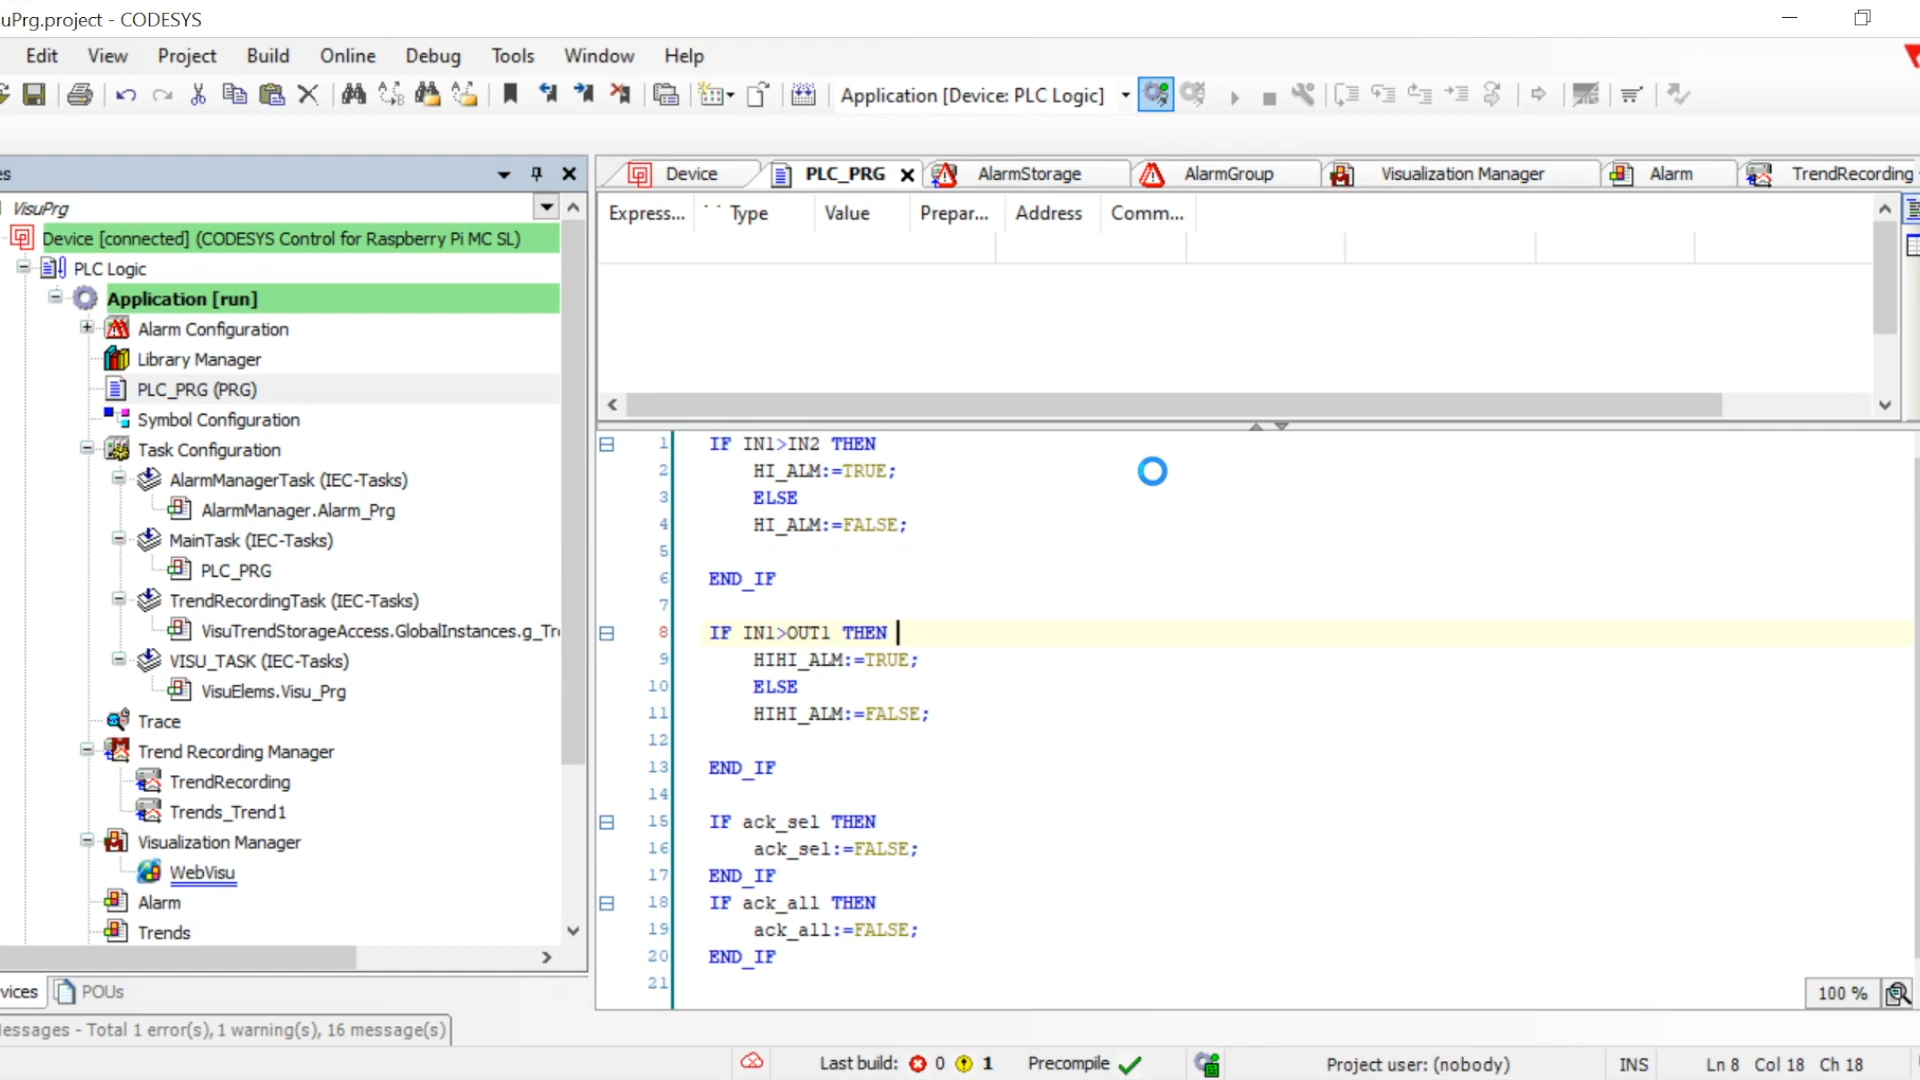 uPrg.project - CODESYS
Edit View Project Build Online Debug Tools Window Help
Application [Device: PLC Logic]
es
VisuPrg
Device [connected] (CODESYS Control for Raspberry Pi MC SL)
PLC Logic
Application [run]
Alarm Configuration
Library Manager
PLC_PRG (PRG)
Symbol Configuration
Task Configuration
AlarmManagerTask (IEC-Tasks)
AlarmManager.Alarm_Prg
MainTask (IEC-Tasks)
PLC_PRG
TrendRecordingTask (IEC-Tasks)
VisuTrendStorageAccess.GlobalInstances.g_Tr
VISU_TASK (IEC-Tasks)
VisuElems.Visu_Prg
Trace
Trend Recording Manager
TrendRecording
Trends_Trend1
Visualization Manager
WebVisu
Alarm
Trends
vices POUs
Device PLC_PRG AlarmStorage AlarmGroup Visualization Manager Alarm TrendRecording
Express... Type Value Prepar... Address Comm...
1 IF IN1>IN2 THEN
2 HI_ALM:=TRUE;
3 ELSE
4 HI_ALM:=FALSE;
5
6 END_IF
7
8 IF IN1>OUT1 THEN
9 HIHI_ALM:=TRUE;
10 ELSE
11 HIHI_ALM:=FALSE;
12
13 END_IF
14
15 IF ack_sel THEN
16 ack_sel:=FALSE;
17 END_IF
18 IF ack_all THEN
19 ack_all:=FALSE;
20 END_IF
21
100 %
essages - Total 1 error(s), 1 warning(s), 16 message(s)
Last build: 0 1 Precompile Project user: (nobody) INS Ln 8 Col 18 Ch 18